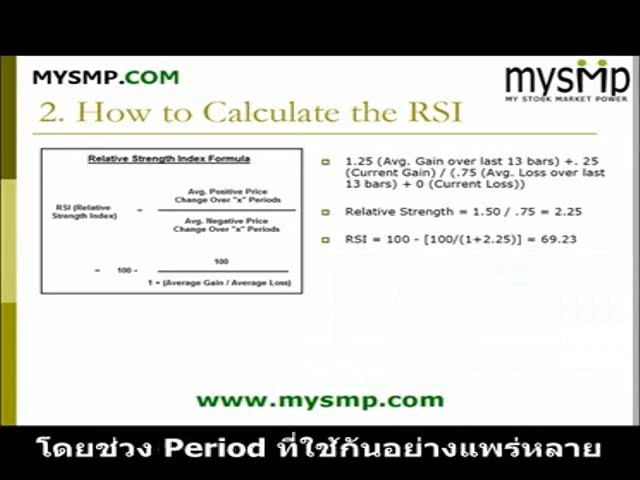 MYSMP.COM
mysmp
MY STOCK MARKET POWER
2. How to Calculate the RSI
Relative Strength Index Formula
RSI (Relative
Strength Index)
=
Avg. Positive Price
Change Over "x" Periods
Avg. Negative Price
Change Over "x" Periods
= 100 -
100
1 + (Average Gain / Average Loss)
1.25 (Avg. Gain over last 13 bars) +. 25
(Current Gain) / (.75 (Avg. Loss over last
13 bars) + 0 (Current Loss))
Relative Strength = 1.50 / .75 = 2.25
RSI = 100 - [100/(1+2.25)] = 69.23
www.mysmp.com
โดยช่วง Period ที่ใช้กันอย่างแพร่หลาย